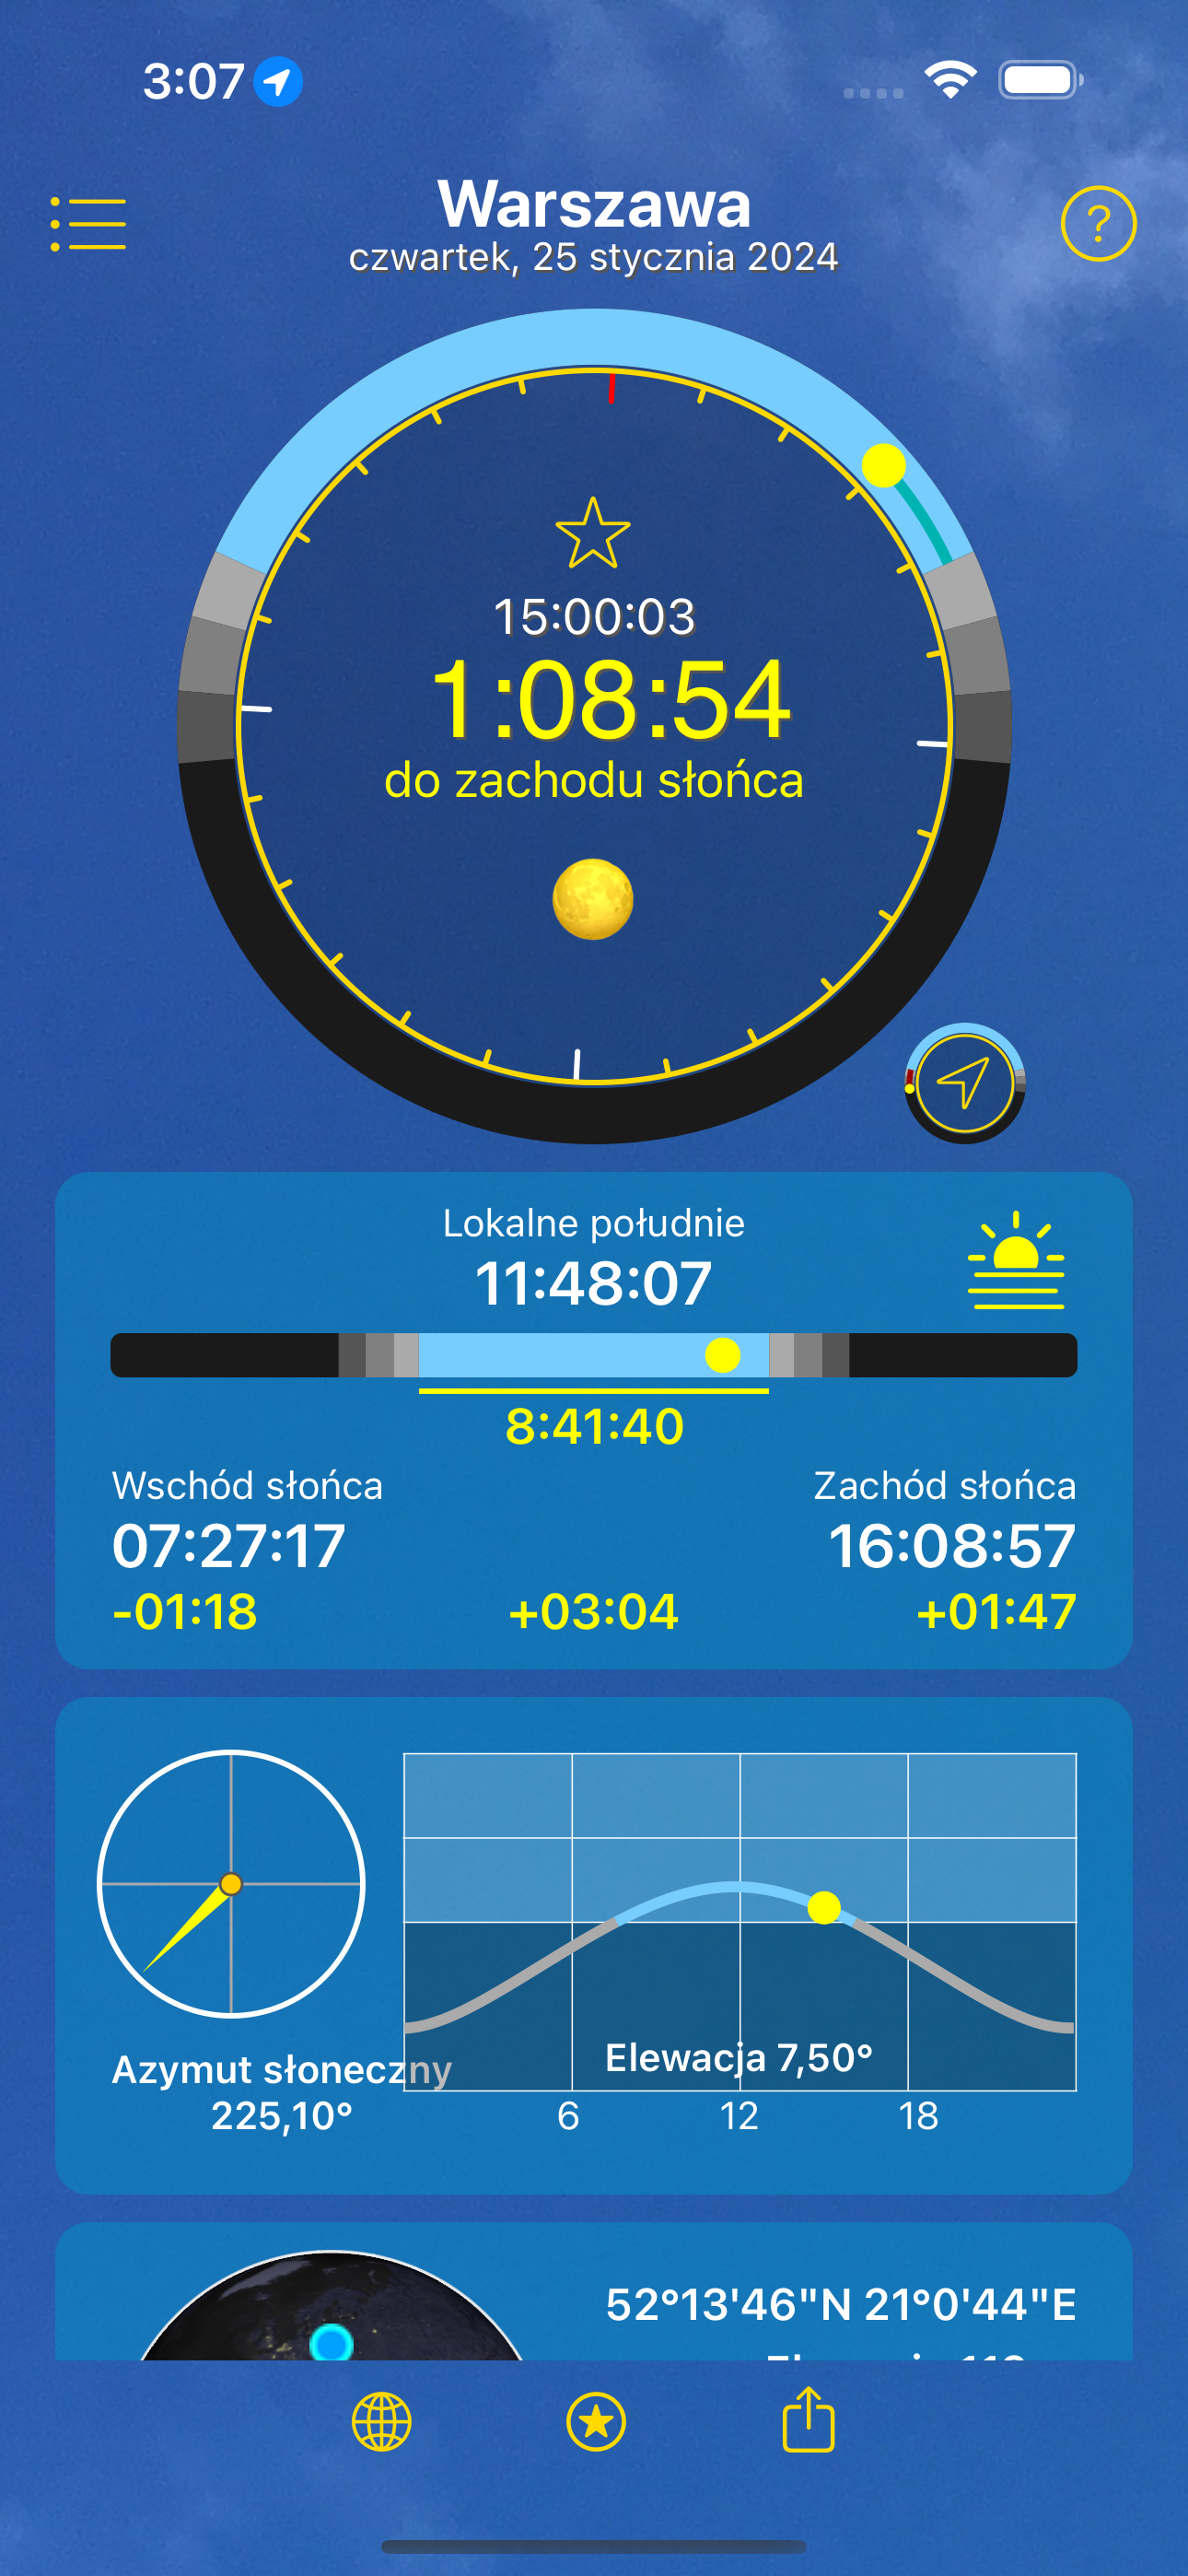 3:07
Warszawa
czwartek, 25 stycznia 2024
?
15:00:03
1:08:54
do zachodu słońca
Lokalne południe
11:48:07
8:41:40
Wschód słońca Zachód słońca
07:27:17 16:08:57
-01:18 +03:04 +01:47
Elewacja 7,50°
Azymut słoneczny
225,10°
6 12 18
52°13'46"N 21°0'44"E